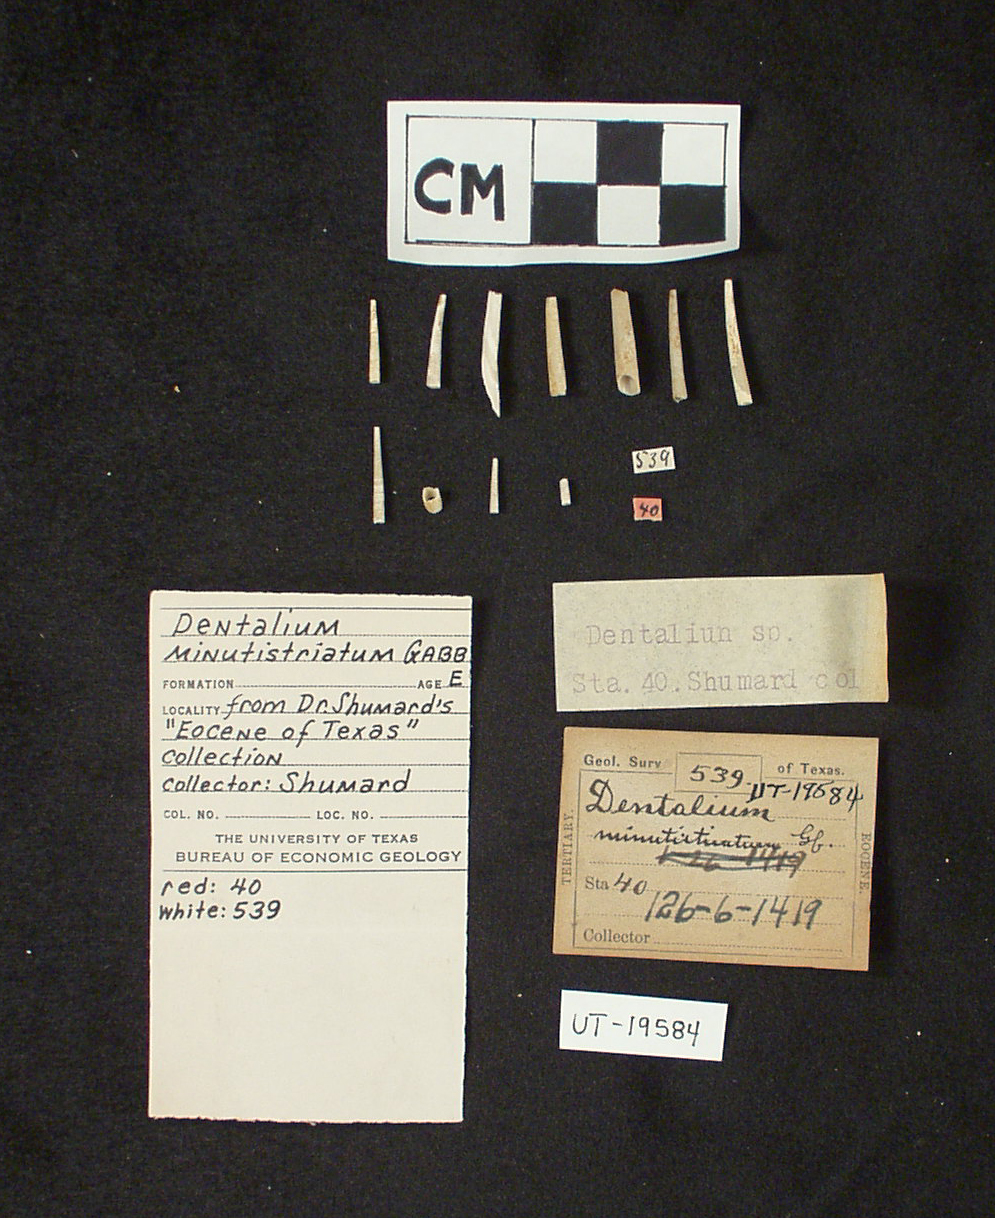 CM
539
40
Dentalium
minutistriatum GABB
FORMATION AGE E
LOCALITY from Dr. Shumard's
"Eocene of Texas"
collection
collector: Shumard
COL. NO. LOC. NO.
THE UNIVERSITY OF TEXAS
BUREAU OF ECONOMIC GEOLOGY
red: 40
white: 539
Dentaliun sp.
Sta. 40. Shumard col
Geol. Surv 539 of Texas.
UT-19584
Dentalium
minutistriatum Gb.
TERTIARY.
EOCENE.
Sta 40
126-6-1419
Collector
UT-19584